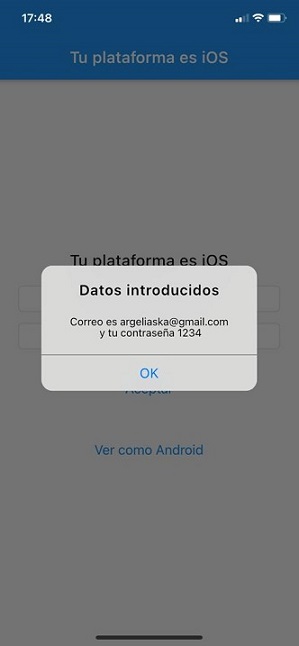 17:48
Tu plataforma es iOS
Tu plataforma es iOS
Datos introducidos
Correo es argeliaska@gmail.com
y tu contraseña 1234
OK
Aceptar
Ver como Android